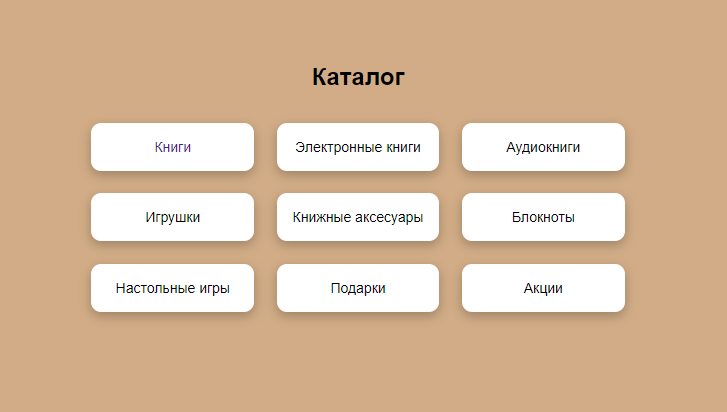 Каталог
Книги
Электронные книги
Аудиокниги
Игрушки
Книжные аксесуары
Блокноты
Настольные игры
Подарки
Акции